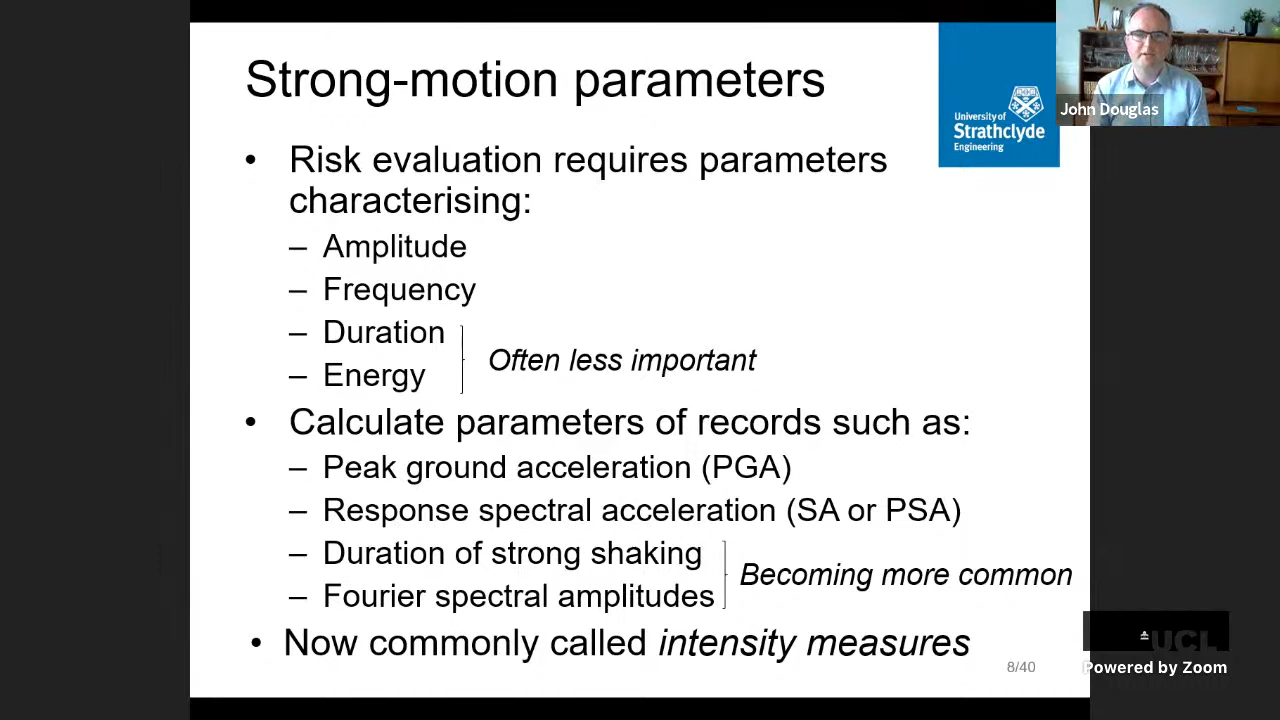 Strong-motion parameters
• Risk evaluation requires parameters
characterising:
– Amplitude
– Frequency
– Duration
– Energy
Often less important
• Calculate parameters of records such as:
– Peak ground acceleration (PGA)
– Response spectral acceleration (SA or PSA)
– Duration of strong shaking
– Fourier spectral amplitudes
Becoming more common
• Now commonly called intensity measures
8/40
University of
Strathclyde
Engineering
John Douglas
UCL
Powered by Zoom